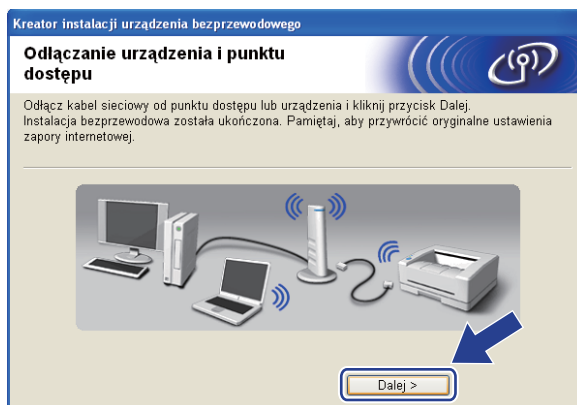 Kreator instalacji urządzenia bezprzewodowego
Odłączanie urządzenia i punktu
dostępu
Odłącz kabel sieciowy od punktu dostępu lub urządzenia i kliknij przycisk Dalej.
Instalacja bezprzewodowa została ukończona. Pamiętaj, aby przywrócić oryginalne ustawienia
zapory internetowej.
Dalej >